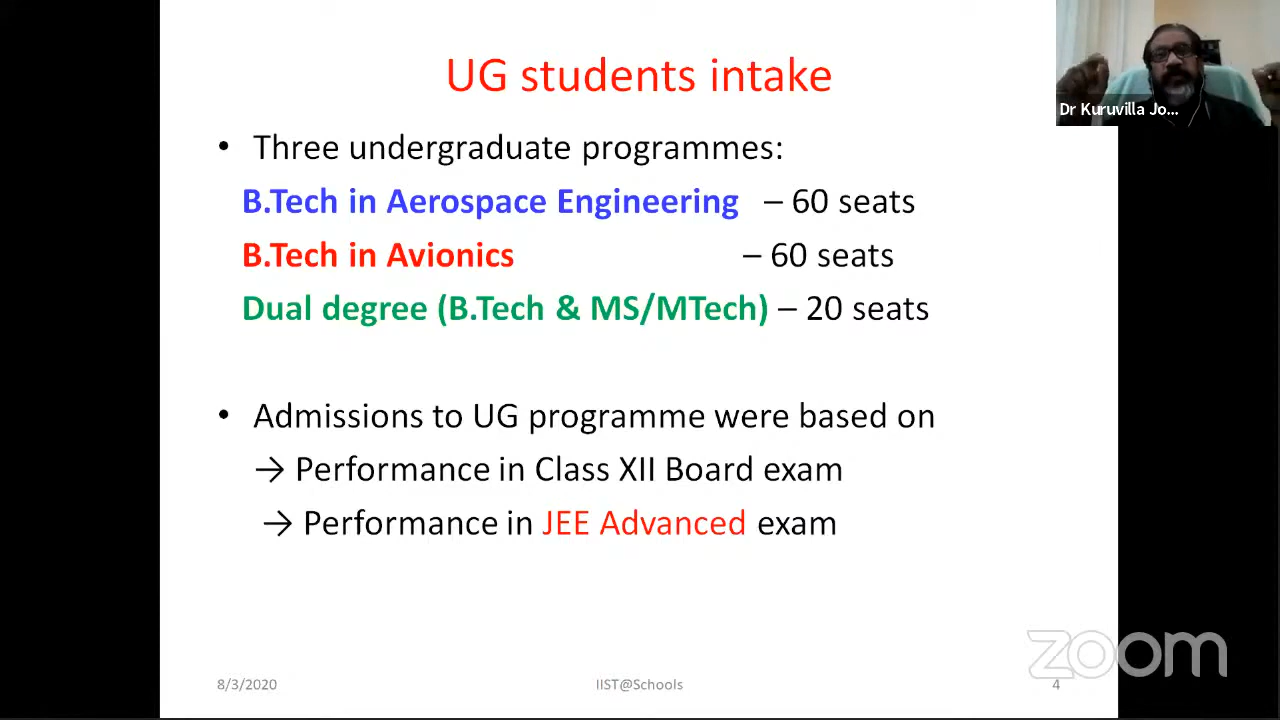 UG students intake
Dr Kuruvilla Jo...
• Three undergraduate programmes:
B.Tech in Aerospace Engineering – 60 seats
B.Tech in Avionics – 60 seats
Dual degree (B.Tech & MS/MTech) – 20 seats
• Admissions to UG programme were based on
→ Performance in Class XII Board exam
→ Performance in JEE Advanced exam
zoom
8/3/2020 IIST@Schools 4